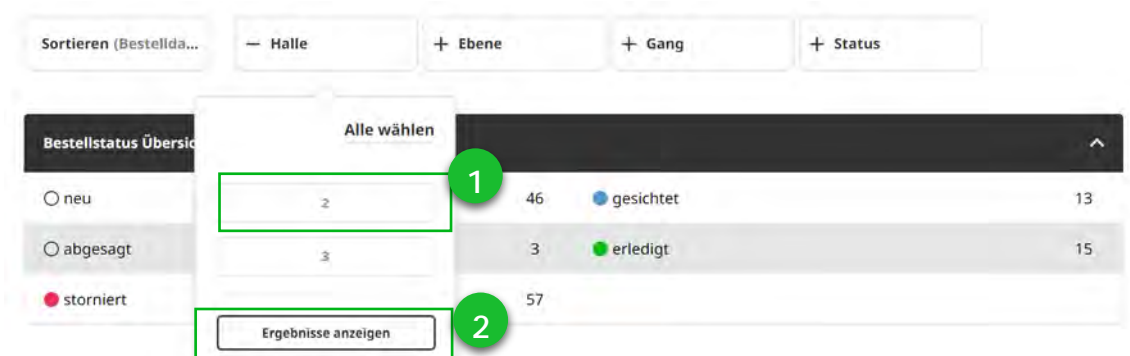 Sortieren (Bestellda... − Halle + Ebene + Gang + Status
Alle wählen
Bestellstatus Übersic
1
neu 2 46 gesichtet 13
abgesagt 3 3 erledigt 15
storniert 57
Ergebnisse anzeigen 2